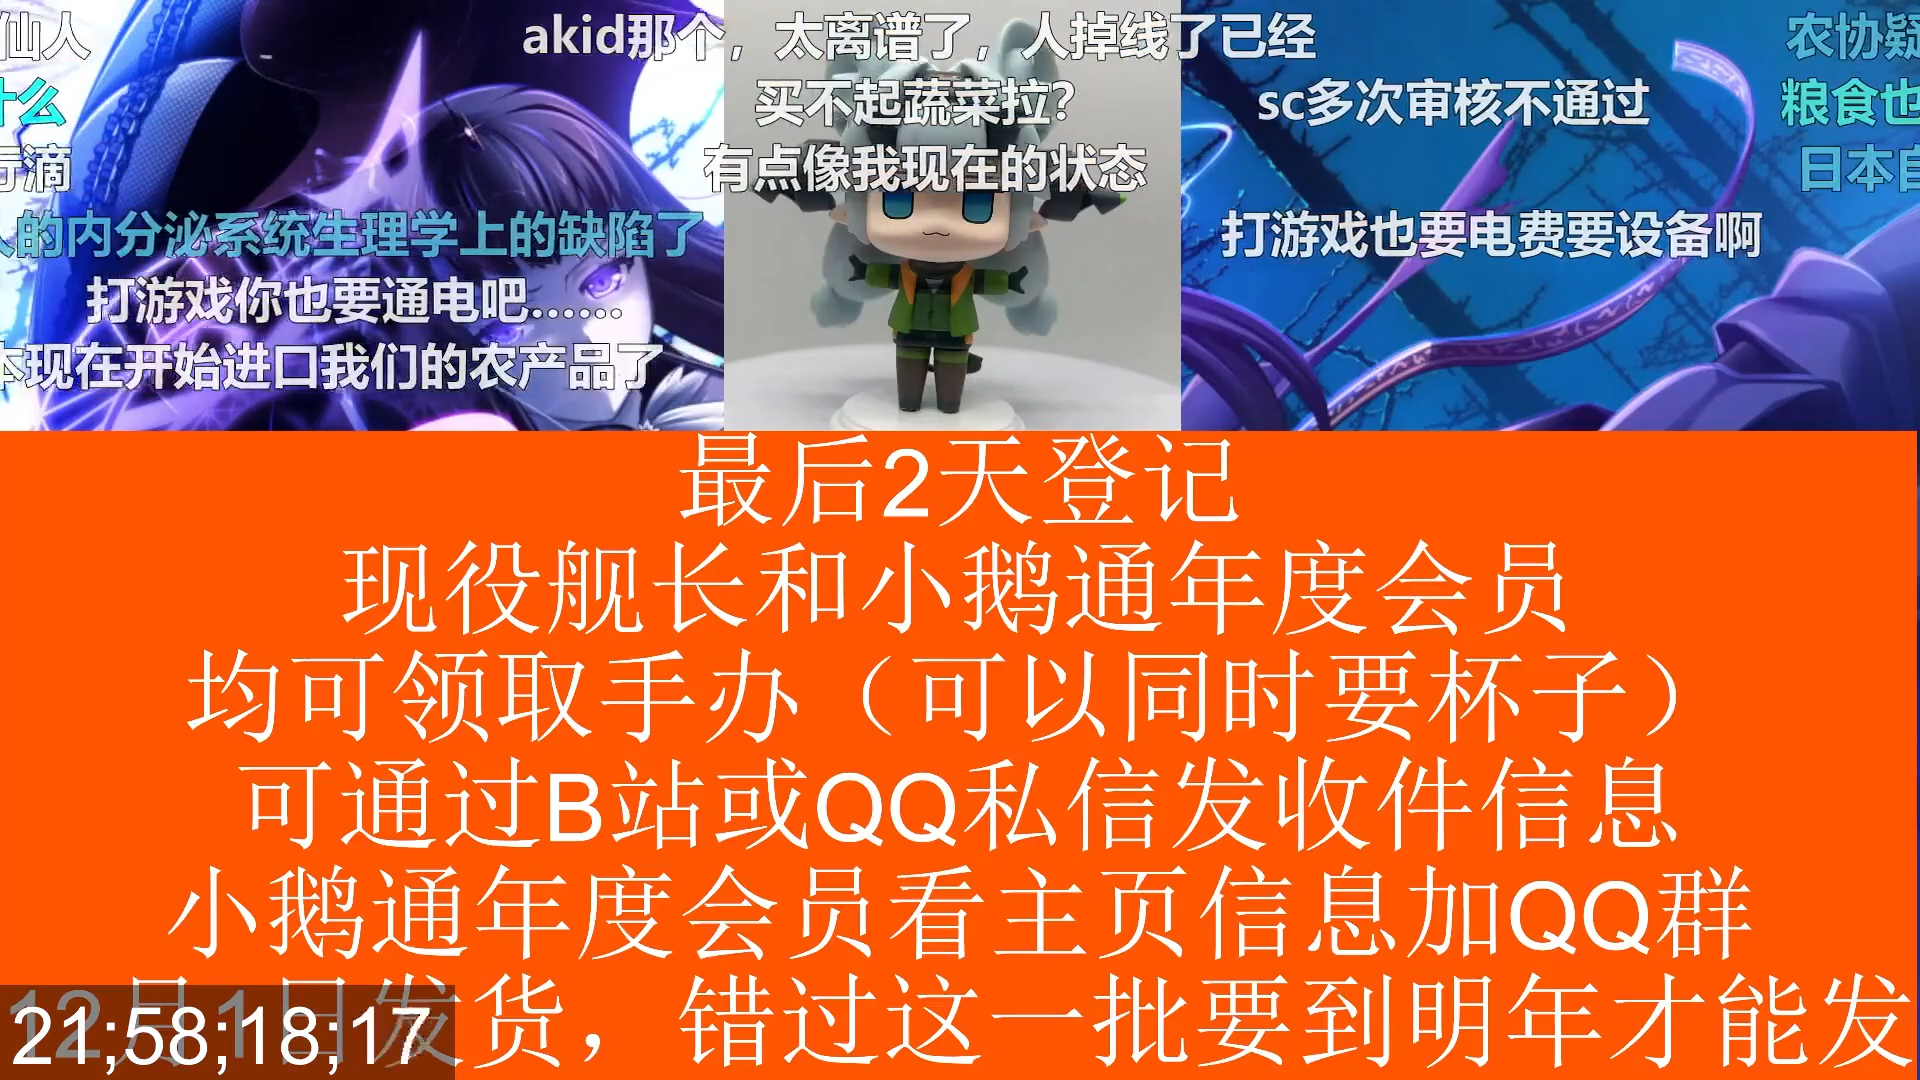 仙人
akid那个，太离谱了，人掉线了已经
农协疑
什么
买不起蔬菜拉？
sc多次审核不通过
粮食也
行滴
有点像我现在的状态
日本自
人的内分泌系统生理学上的缺陷了
打游戏也要电费要设备啊
打游戏你也要通电吧......
本现在开始进口我们的农产品了
最后2天登记
现役舰长和小鹅通年度会员
均可领取手办（可以同时要杯子）
可通过B站或QQ私信发收件信息
小鹅通年度会员看主页信息加QQ群
12月1日发货，错过这一批要到明年才能发
21;58;18;17